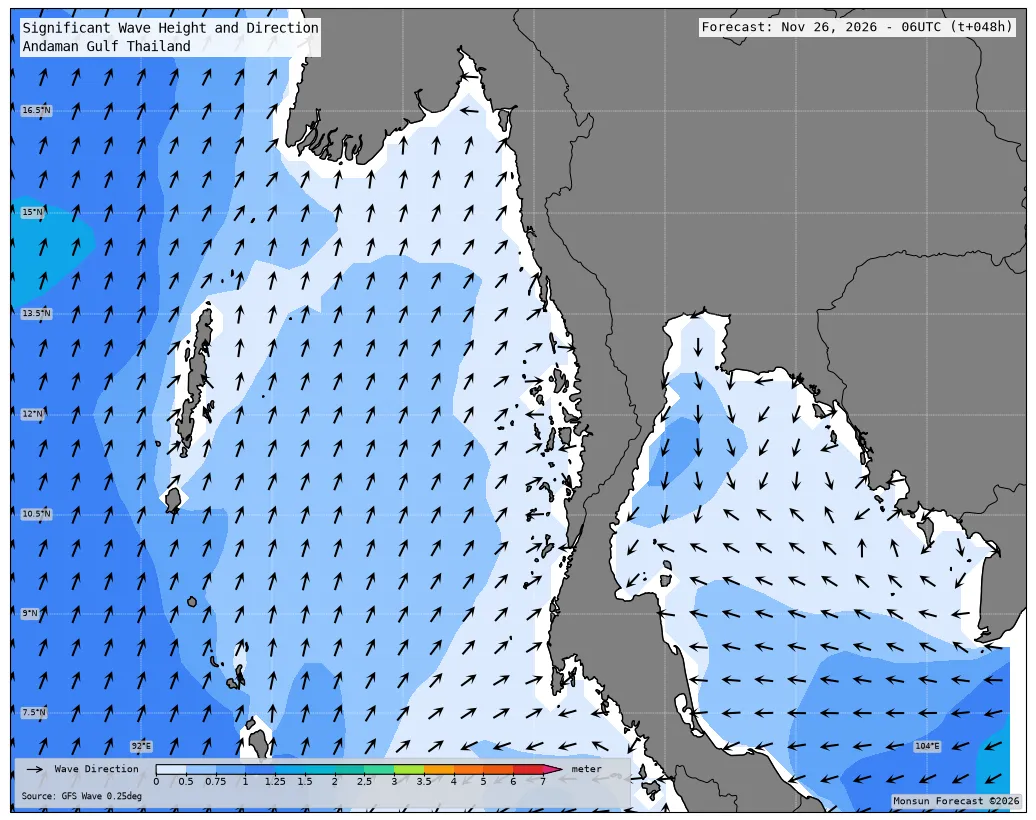 Significant Wave Height and Direction
Andaman Gulf Thailand
Forecast: Nov 26, 2026 - 06UTC (t+048h)
16.5°N
15°N
13.5°N
12°N
10.5°N
9°N
7.5°N
92°E
104°E
Wave Direction
0.5 0.75 1 1.25 1.5 2 2.5 3 3.5 4 5 6 7
meter
Source: GFS Wave 0.25deg
Monsun Forecast ©2026